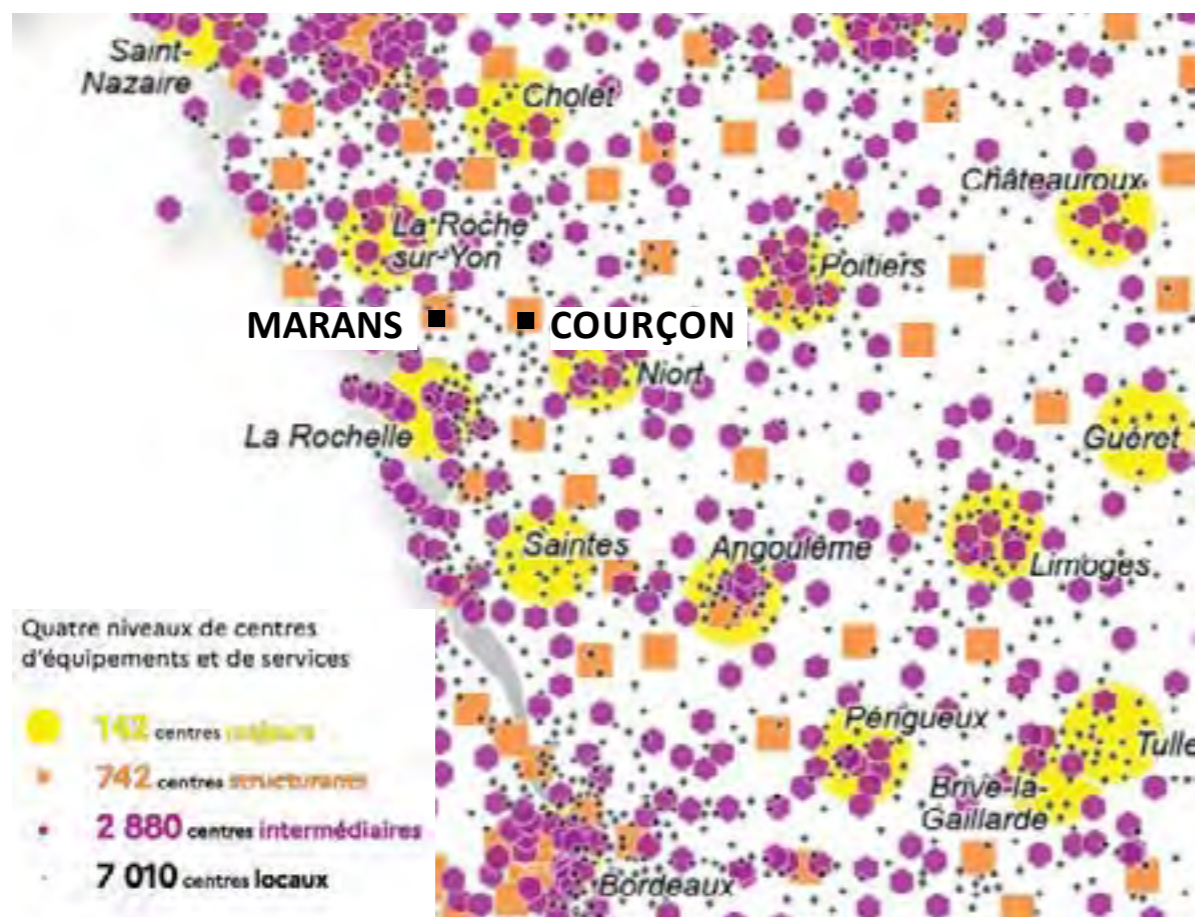 Saint-
Nazaire
Cholet
Châteauroux
La Roche
sur-Yon
Poitiers
MARANS
COURÇON
Niort
La Rochelle
Guéret
Saintes
Angoulême
Limoges
Quatre niveaux de centres
d'équipements et de services
142 centres majeurs
742 centres structurants
2 880 centres intermédiaires
7 010 centres locaux
Périgueux
Tulle
Brive-la-
Gaillarde
Bordeaux